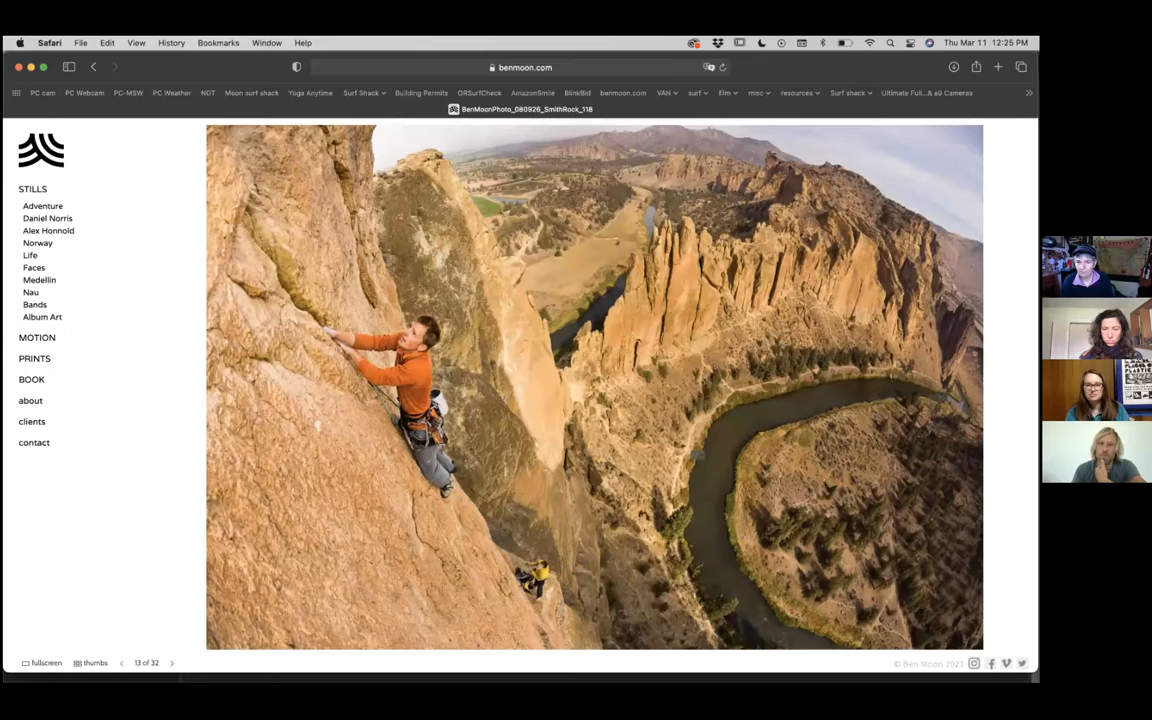 Safari File Edit View History Bookmarks Window Help Thu Mar 11 12:25 PM
benmoon.com
PC cam PC Webcam PC-MSW PC Weather NGT Moon surf shack Yoga Anytime Surf Shack Building Permits ORSurfCheck AmazonSmile BlinkBid benmoon.com VAN surf film misc resources Surf shack Ultimate Full...& a9 Cameras
BenMoonPhoto_080926_SmithRock_118
STILLS
Adventure
Daniel Norris
Alex Honnold
Norway
Life
Faces
Medellin
Nau
Bands
Album Art
MOTION
PRINTS
BOOK
about
clients
contact
fullscreen thumbs 13 of 32 © Ben Moon 2021